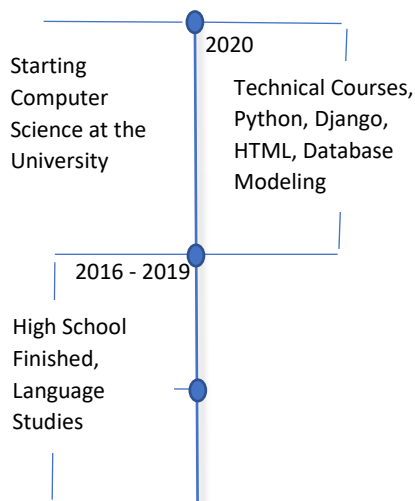 2020
Starting
Computer
Science at the
University
Technical Courses,
Python, Django,
HTML, Database
Modeling
2016 - 2019
High School
Finished,
Language
Studies